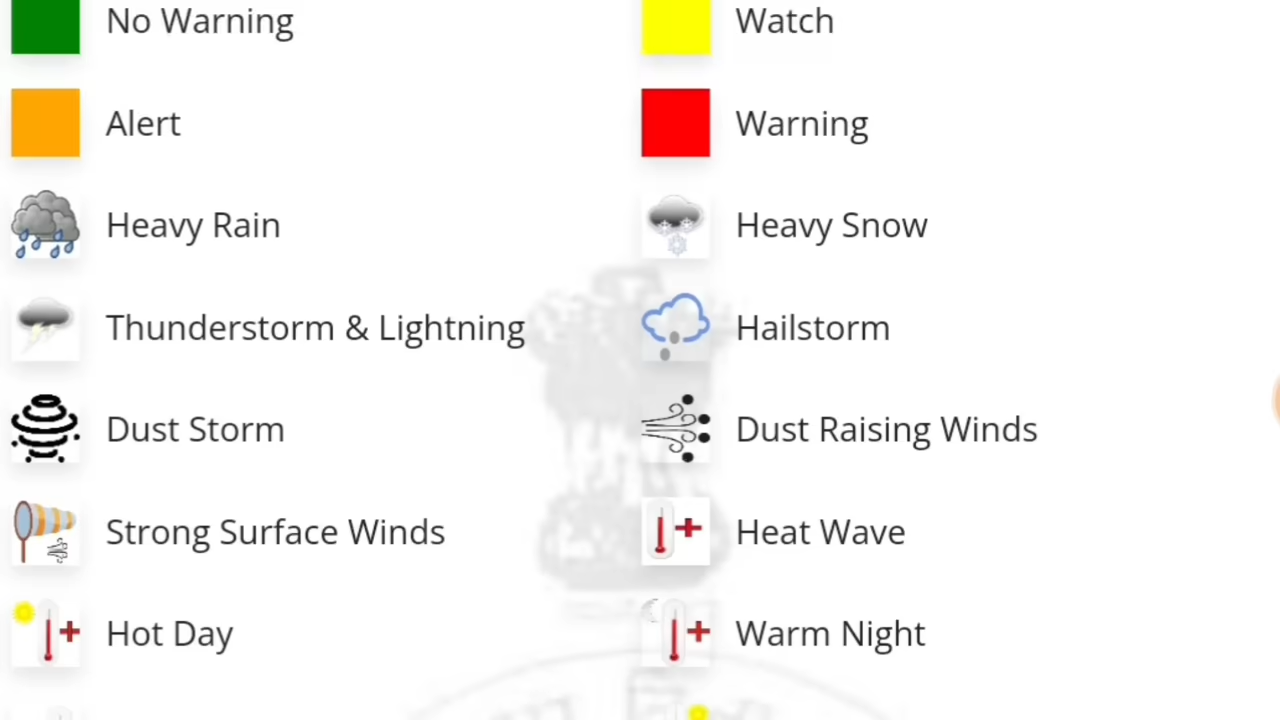 No Warning
Watch
Alert
Warning
Heavy Rain
Heavy Snow
Thunderstorm & Lightning
Hailstorm
Dust Storm
Dust Raising Winds
Strong Surface Winds
Heat Wave
Hot Day
Warm Night